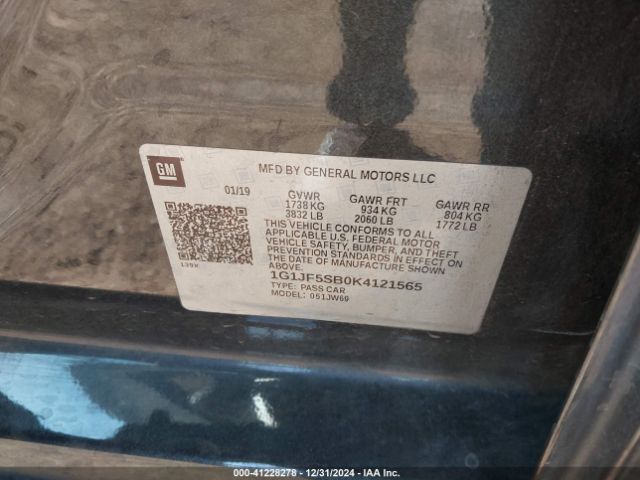 GM
MFD BY GENERAL MOTORS LLC
01/19
GVWR GAWR FRT GAWR RR
1738 KG 934 KG 804 KG
3832 LB 2060 LB 1772 LB
THIS VEHICLE CONFORMS TO ALL
APPLICABLE U.S. FEDERAL MOTOR
VEHICLE SAFETY, BUMPER, AND THEFT
PREVENTION STANDARDS IN EFFECT ON
THE DATE OF MANUFACTURE SHOWN
ABOVE.
1G1JF5SB0K4121565
TYPE: PASS CAR
MODEL: 051JW69
000-41228278 - 12/31/2024 - IAA Inc.